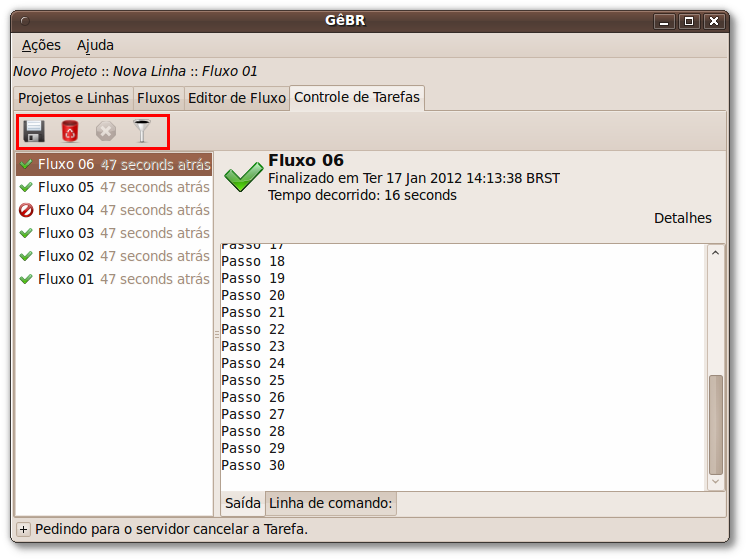 GêBR
Ações Ajuda
Novo Projeto :: Nova Linha :: Fluxo 01
Projetos e Linhas Fluxos Editor de Fluxo Controle de Tarefas
Fluxo 06 47 seconds atrás
Fluxo 05 47 seconds atrás
Fluxo 04 47 seconds atrás
Fluxo 03 47 seconds atrás
Fluxo 02 47 seconds atrás
Fluxo 01 47 seconds atrás
Fluxo 06
Finalizado em Ter 17 Jan 2012 14:13:38 BRST
Tempo decorrido: 16 seconds
Detalhes
Passo 17
Passo 18
Passo 19
Passo 20
Passo 21
Passo 22
Passo 23
Passo 24
Passo 25
Passo 26
Passo 27
Passo 28
Passo 29
Passo 30
Saída Linha de comando:
Pedindo para o servidor cancelar a Tarefa.